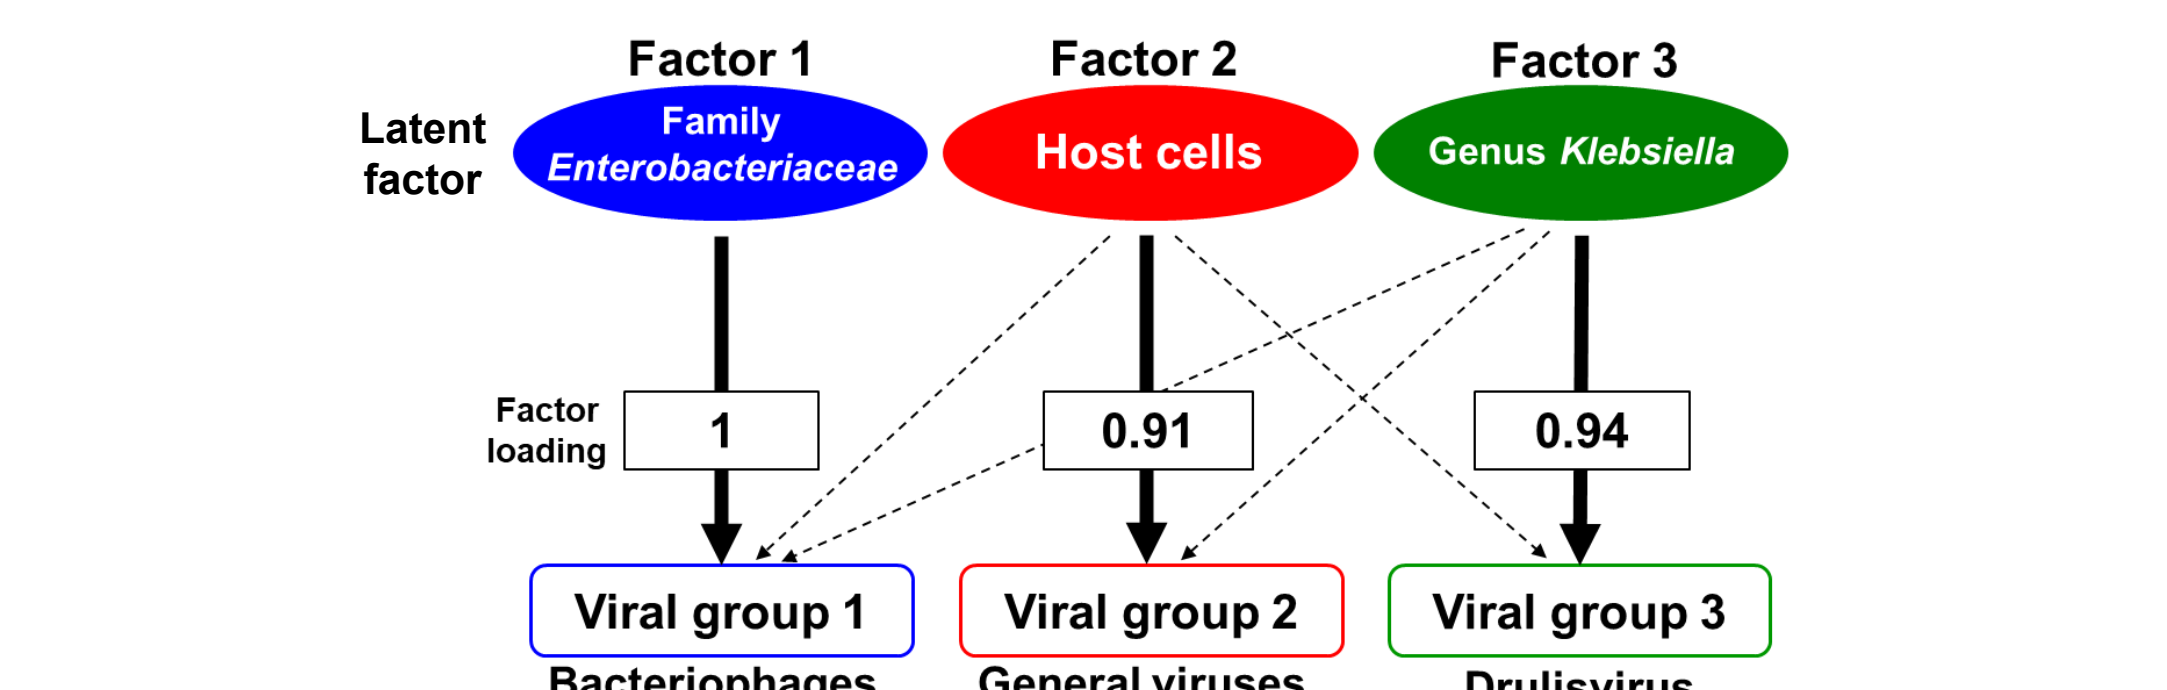 Factor 1
Factor 2
Factor 3
Latent
factor
Family
Enterobacteriaceae
Host cells
Genus Klebsiella
Factor
loading
1
0.91
0.94
Viral group 1
Viral group 2
Viral group 3
Bacteriophages
General viruses
Drulisvirus